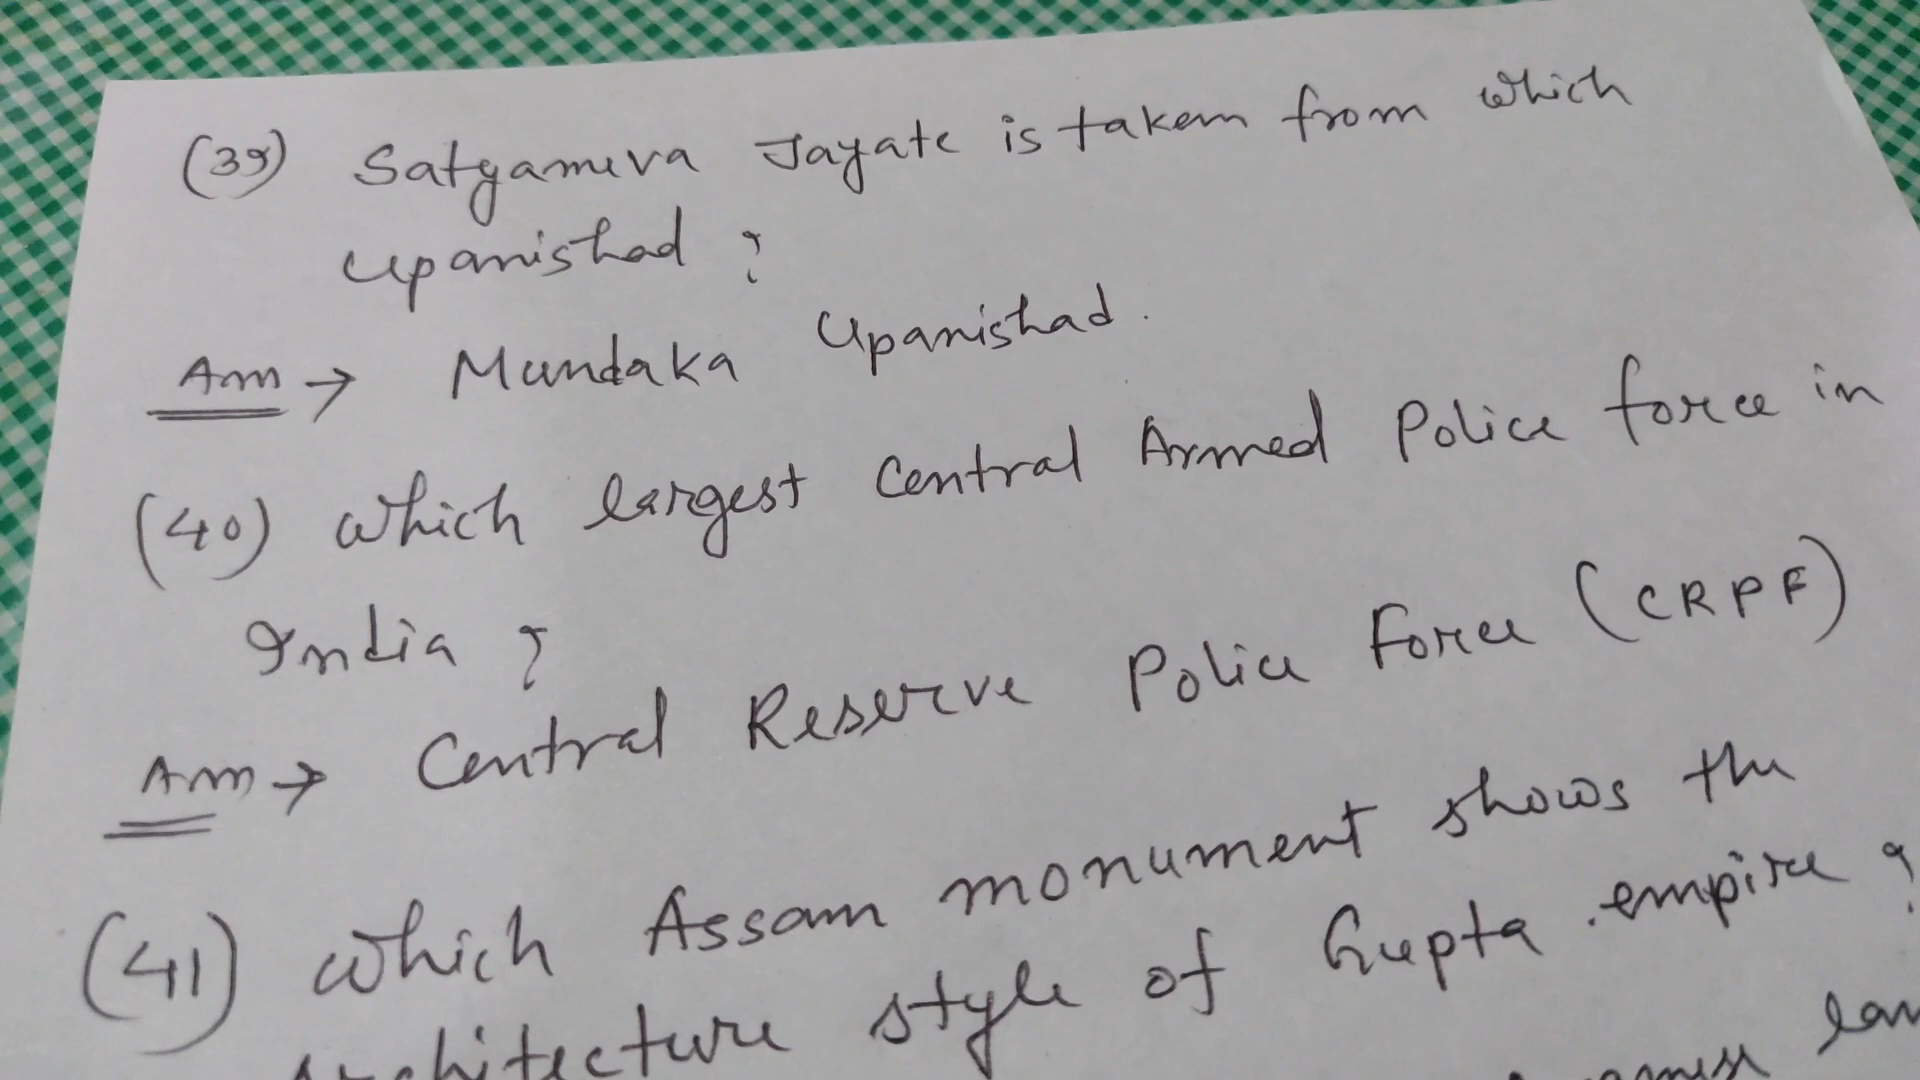 (39) Satyameva Jayate is taken from which
Upanishad ?
Ans → Mundaka Upanishad.
(40) which largest Central Armed Police force in
India ?
Ans → Central Reserve Police Force (CRPF)
(41) which Assam monument shows the
Architecture style of Gupta empire ?